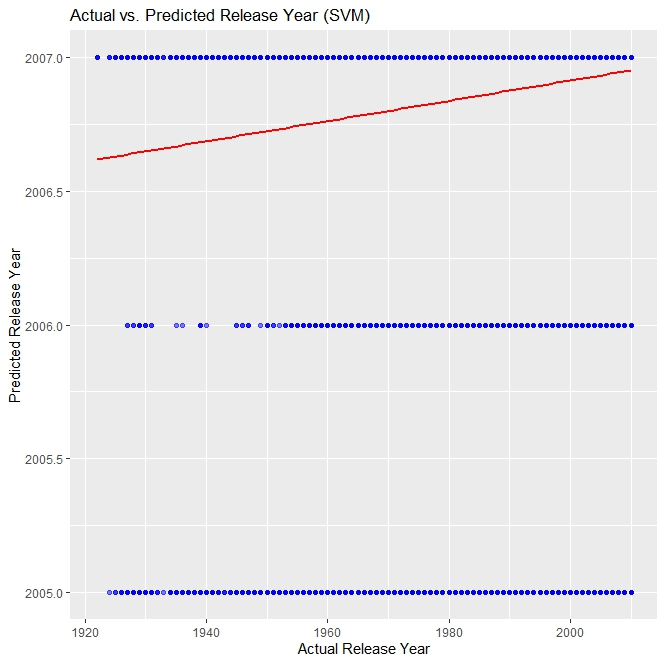 Actual vs. Predicted Release Year (SVM)
2007.0
2006.5
2006.0
2005.5
2005.0
Predicted Release Year
1920 1940 1960 1980 2000
Actual Release Year